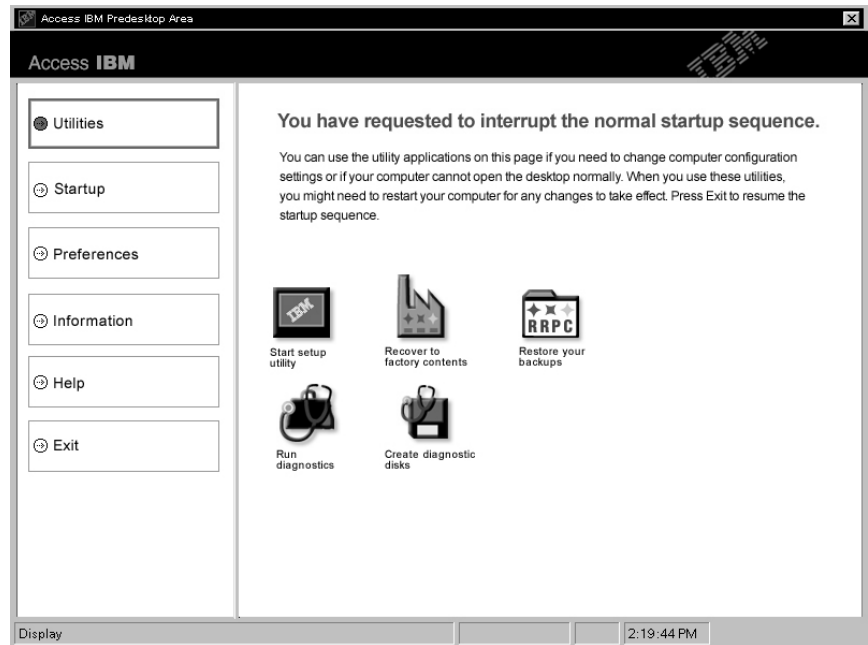 Access IBM Predesktop Area
Access IBM
IBM
Utilities
Startup
Preferences
Information
Help
Exit
You have requested to interrupt the normal startup sequence.
You can use the utility applications on this page if you need to change computer configuration
settings or if your computer cannot open the desktop normally. When you use these utilities,
you might need to restart your computer for any changes to take effect. Press Exit to resume the
startup sequence.
IBM
Start setup
utility
Recover to
factory contents
RRPC
Restore your
backups
Run
diagnostics
Create diagnostic
disks
Display
2:19:44 PM